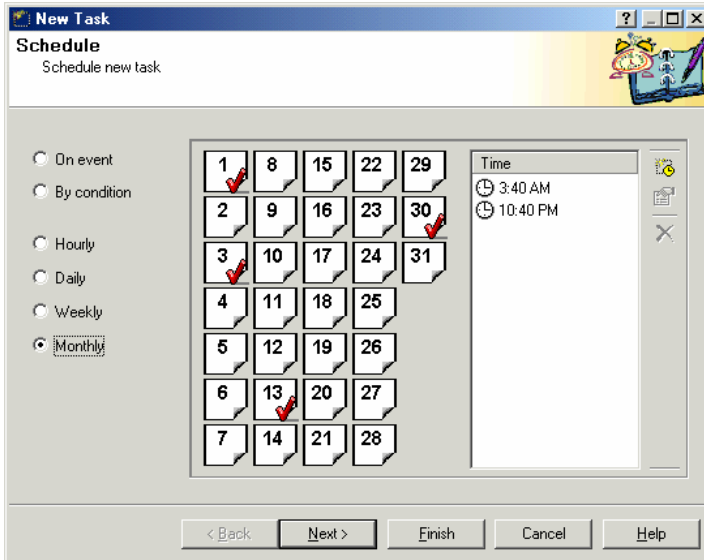 New Task
Schedule
Schedule new task
On event
By condition
Hourly
Daily
Weekly
Monthly
1 8 15 22 29
2 9 16 23 30
3 10 17 24 31
4 11 18 25
5 12 19 26
6 13 20 27
7 14 21 28
Time
3:40 AM
10:40 PM
< Back
Next >
Finish
Cancel
Help